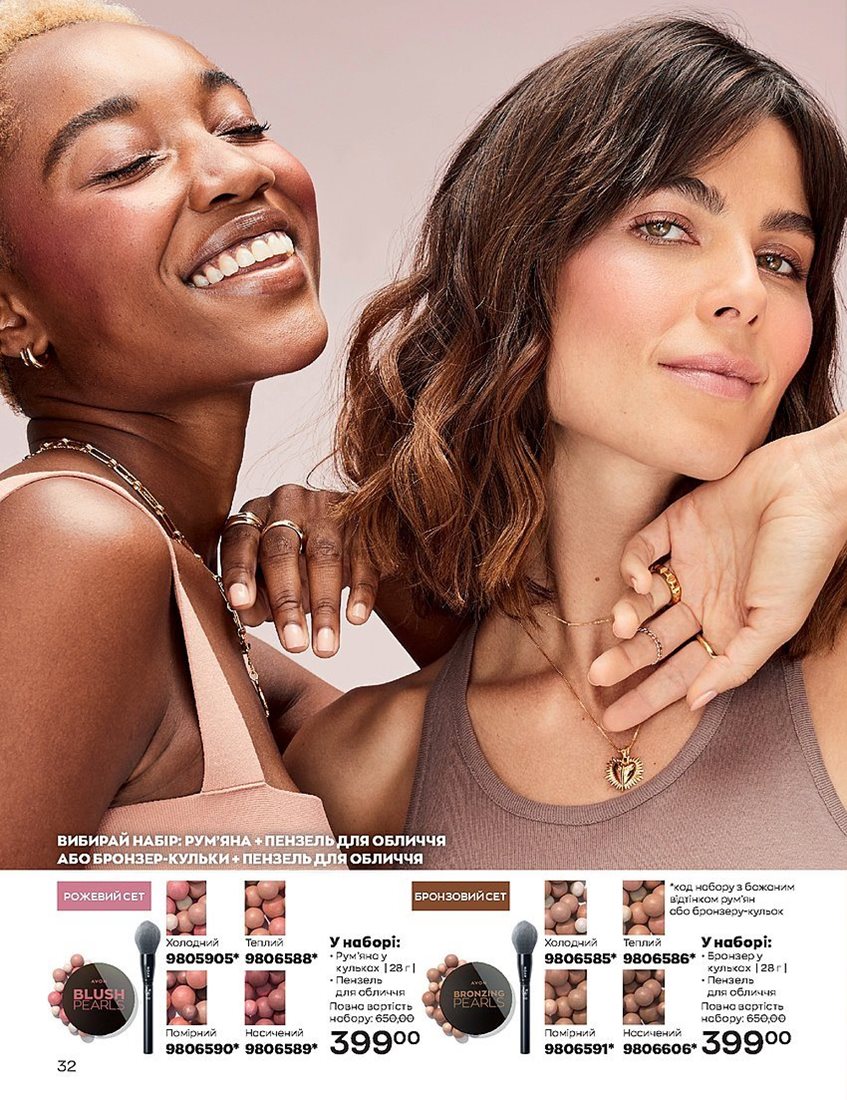 ВИБИРАЙ НАБІР: РУМ’ЯНА + ПЕНЗЕЛЬ ДЛЯ ОБЛИЧЧЯ
АБО БРОНЗЕР-КУЛЬКИ + ПЕНЗЕЛЬ ДЛЯ ОБЛИЧЧЯ
РОЖЕВИЙ СЕТ
AVON
BLUSH
PEARLS
Холодний
9805905*
Теплий
9806588*
Помірний
9806590*
Насичений
9806589*
У наборі:
• Рум’яна у
кульках | 28 г |
• Пензель
для обличчя
Повна вартість
набору: 650,00
399⁰⁰
БРОНЗОВИЙ СЕТ
AVON
BRONZING
PEARLS
Холодний
9806585*
Теплий
9806586*
Помірний
9806591*
Насичений
9806606*
*код набору з бажаним
відтінком рум’ян
або бронзеру-кульок
У наборі:
• Бронзер у
кульках | 28 г |
• Пензель
для обличчя
Повна вартість
набору: 650,00
399⁰⁰
32